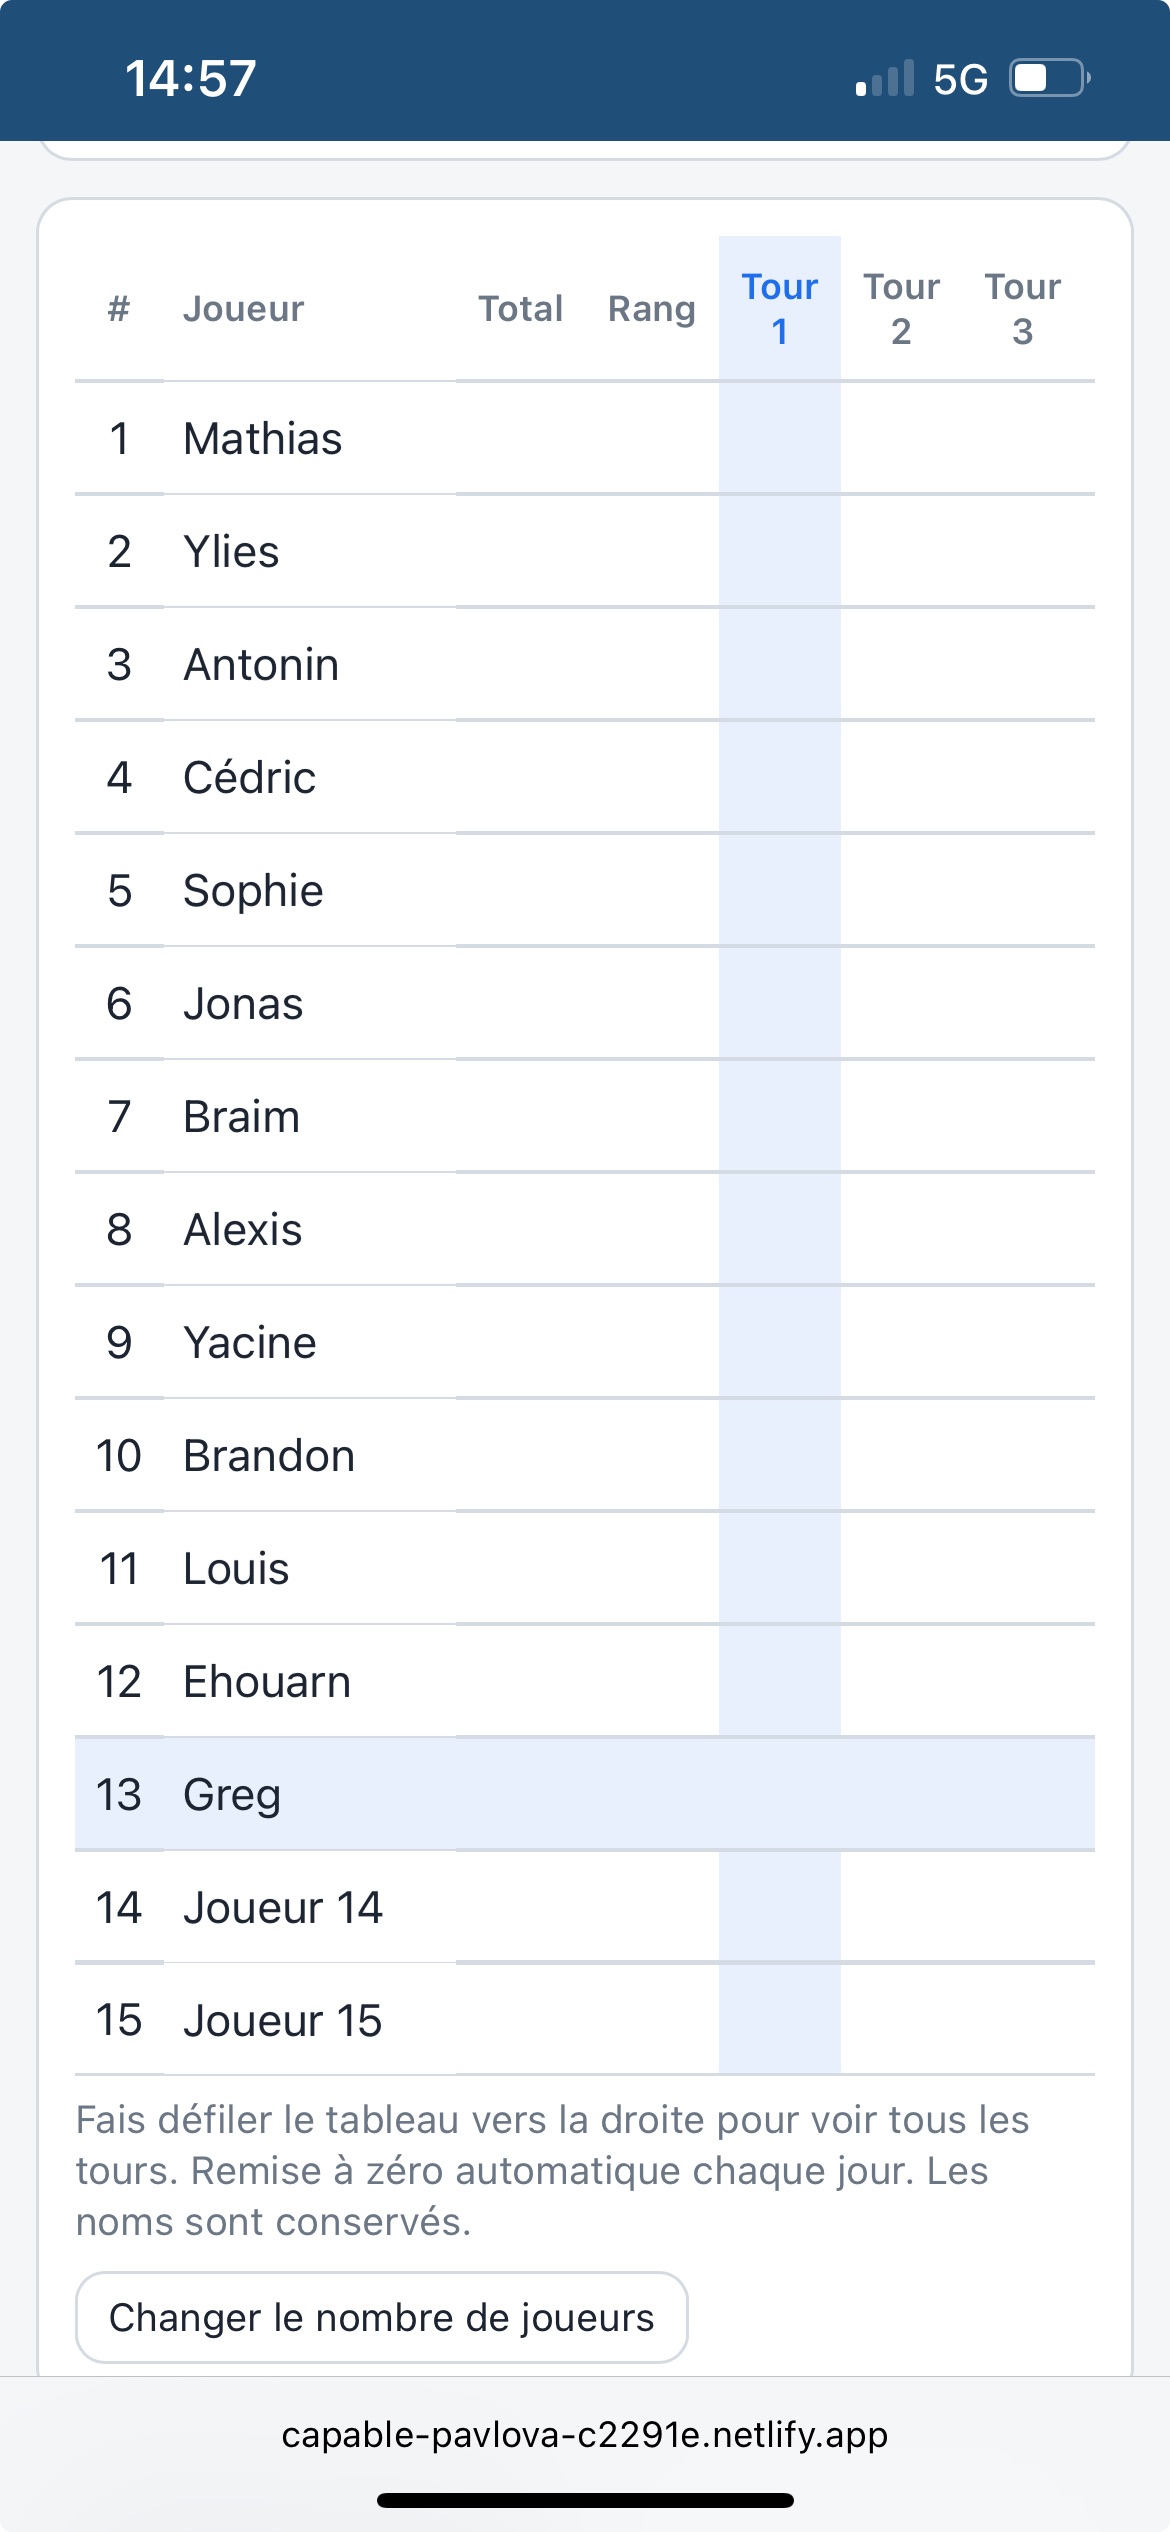 14:57
5G
# Joueur Total Rang Tour 1 Tour 2 Tour 3
1 Mathias
2 Ylies
3 Antonin
4 Cédric
5 Sophie
6 Jonas
7 Braim
8 Alexis
9 Yacine
10 Brandon
11 Louis
12 Ehouarn
13 Greg
14 Joueur 14
15 Joueur 15
Fais défiler le tableau vers la droite pour voir tous les
tours. Remise à zéro automatique chaque jour. Les
noms sont conservés.
Changer le nombre de joueurs
capable-pavlova-c2291e.netlify.app